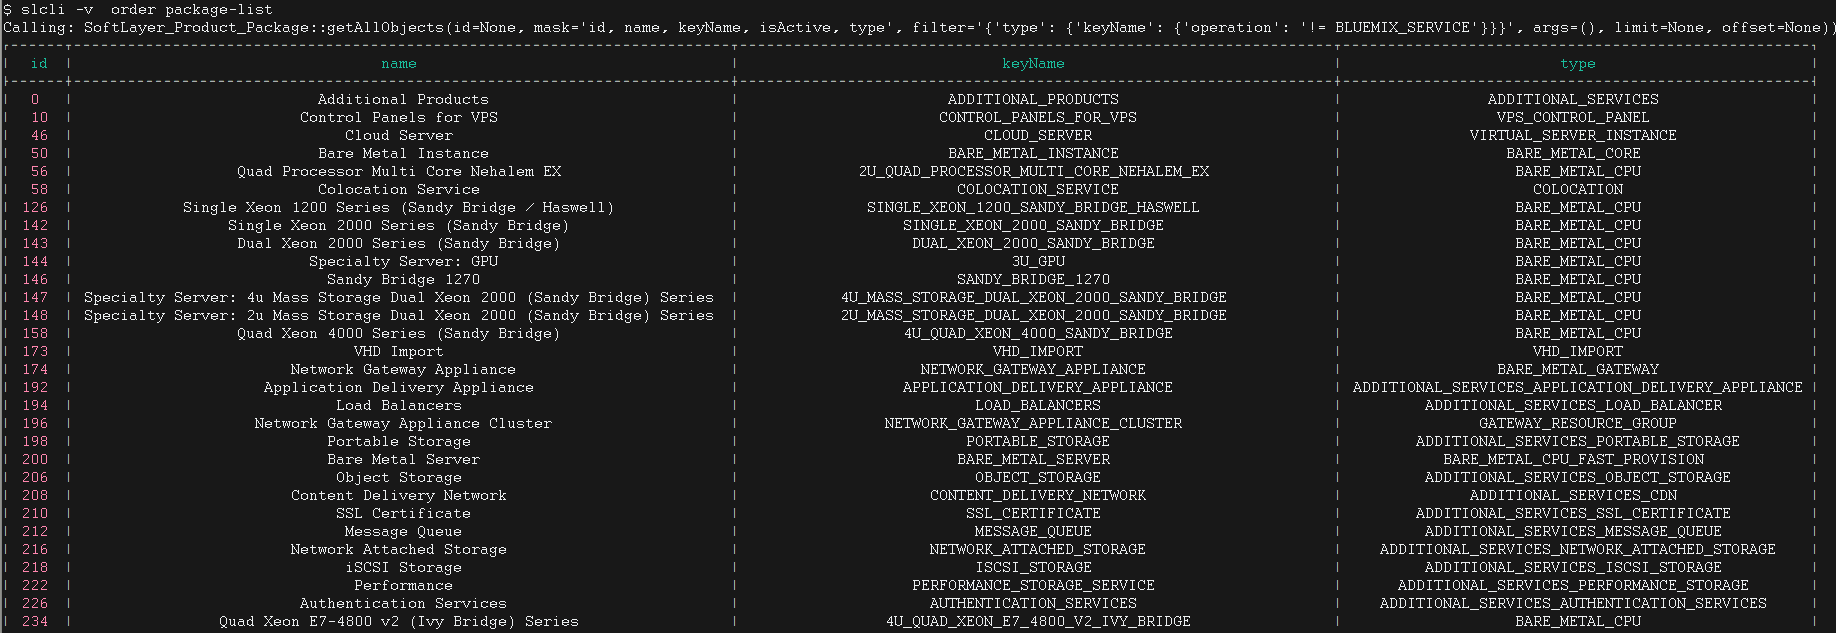 $ slcli -v  order package-list
Calling: SoftLayer_Product_Package::getAllObjects(id=None, mask='id, name, keyName, isActive, type', filter='{'type': {'keyName': {'operation': '!= BLUEMIX_SERVICE'}}}', args=(), limit=None, offset=None))
id name keyName type
0 Additional Products ADDITIONAL_PRODUCTS ADDITIONAL_SERVICES
10 Control Panels for VPS CONTROL_PANELS_FOR_VPS VPS_CONTROL_PANEL
46 Cloud Server CLOUD_SERVER VIRTUAL_SERVER_INSTANCE
50 Bare Metal Instance BARE_METAL_INSTANCE BARE_METAL_CORE
56 Quad Processor Multi Core Nehalem EX 2U_QUAD_PROCESSOR_MULTI_CORE_NEHALEM_EX BARE_METAL_CPU
58 Colocation Service COLOCATION_SERVICE COLOCATION
126 Single Xeon 1200 Series (Sandy Bridge / Haswell) SINGLE_XEON_1200_SANDY_BRIDGE_HASWELL BARE_METAL_CPU
142 Single Xeon 2000 Series (Sandy Bridge) SINGLE_XEON_2000_SANDY_BRIDGE BARE_METAL_CPU
143 Dual Xeon 2000 Series (Sandy Bridge) DUAL_XEON_2000_SANDY_BRIDGE BARE_METAL_CPU
144 Specialty Server: GPU 3U_GPU BARE_METAL_CPU
146 Sandy Bridge 1270 SANDY_BRIDGE_1270 BARE_METAL_CPU
147 Specialty Server: 4u Mass Storage Dual Xeon 2000 (Sandy Bridge) Series 4U_MASS_STORAGE_DUAL_XEON_2000_SANDY_BRIDGE BARE_METAL_CPU
148 Specialty Server: 2u Mass Storage Dual Xeon 2000 (Sandy Bridge) Series 2U_MASS_STORAGE_DUAL_XEON_2000_SANDY_BRIDGE BARE_METAL_CPU
158 Quad Xeon 4000 Series (Sandy Bridge) 4U_QUAD_XEON_4000_SANDY_BRIDGE BARE_METAL_CPU
173 VHD Import VHD_IMPORT VHD_IMPORT
174 Network Gateway Appliance NETWORK_GATEWAY_APPLIANCE BARE_METAL_GATEWAY
192 Application Delivery Appliance APPLICATION_DELIVERY_APPLIANCE ADDITIONAL_SERVICES_APPLICATION_DELIVERY_APPLIANCE
194 Load Balancers LOAD_BALANCERS ADDITIONAL_SERVICES_LOAD_BALANCER
196 Network Gateway Appliance Cluster NETWORK_GATEWAY_APPLIANCE_CLUSTER GATEWAY_RESOURCE_GROUP
198 Portable Storage PORTABLE_STORAGE ADDITIONAL_SERVICES_PORTABLE_STORAGE
200 Bare Metal Server BARE_METAL_SERVER BARE_METAL_CPU_FAST_PROVISION
206 Object Storage OBJECT_STORAGE ADDITIONAL_SERVICES_OBJECT_STORAGE
208 Content Delivery Network CONTENT_DELIVERY_NETWORK ADDITIONAL_SERVICES_CDN
210 SSL Certificate SSL_CERTIFICATE ADDITIONAL_SERVICES_SSL_CERTIFICATE
212 Message Queue MESSAGE_QUEUE ADDITIONAL_SERVICES_MESSAGE_QUEUE
216 Network Attached Storage NETWORK_ATTACHED_STORAGE ADDITIONAL_SERVICES_NETWORK_ATTACHED_STORAGE
218 iSCSI Storage ISCSI_STORAGE ADDITIONAL_SERVICES_ISCSI_STORAGE
222 Performance PERFORMANCE_STORAGE_SERVICE ADDITIONAL_SERVICES_PERFORMANCE_STORAGE
226 Authentication Services AUTHENTICATION_SERVICES ADDITIONAL_SERVICES_AUTHENTICATION_SERVICES
234 Quad Xeon E7-4800 v2 (Ivy Bridge) Series 4U_QUAD_XEON_E7_4800_V2_IVY_BRIDGE BARE_METAL_CPU